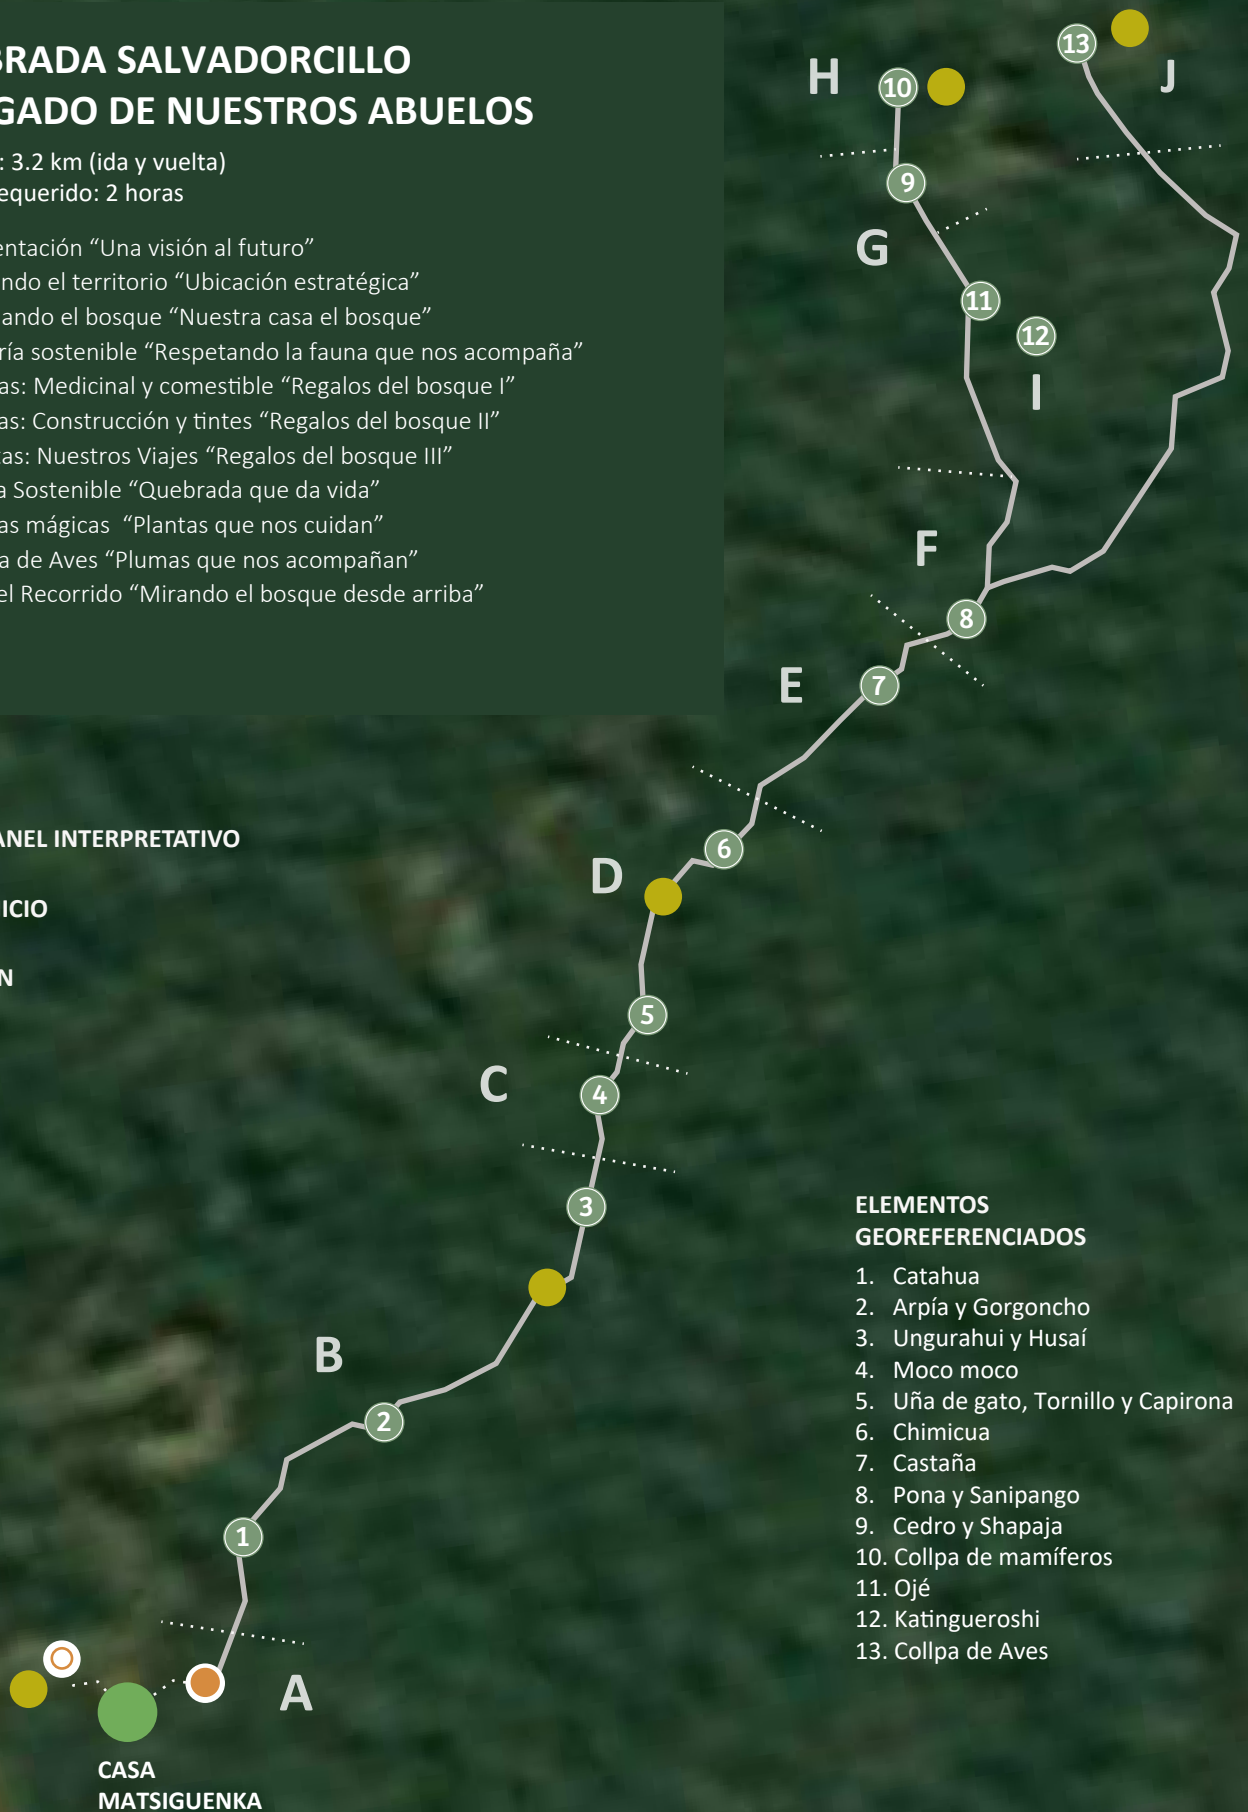 BRADA SALVADORCILLO
GADO DE NUESTROS ABUELOS
: 3.2 km (ida y vuelta)
equerido: 2 horas
entación “Una visión al futuro”
ndo el territorio “Ubicación estratégica”
ando el bosque “Nuestra casa el bosque”
ría sostenible “Respetando la fauna que nos acompaña”
as: Medicinal y comestible “Regalos del bosque I”
as: Construcción y tintes “Regalos del bosque II”
tas: Nuestros Viajes “Regalos del bosque III”
a Sostenible “Quebrada que da vida”
as mágicas “Plantas que nos cuidan”
a de Aves “Plumas que nos acompañan”
el Recorrido “Mirando el bosque desde arriba”
13
J
H
10
9
G
11
12
I
F
8
E
7
ANEL INTERPRETATIVO
6
D
ICIO
N
5
C
4
3
B
2
1
A
CASA
MATSIGUENKA
ELEMENTOS
GEOREFERENCIADOS
1. Catahua
2. Arpía y Gorgoncho
3. Ungurahui y Husaí
4. Moco moco
5. Uña de gato, Tornillo y Capirona
6. Chimicua
7. Castaña
8. Pona y Sanipango
9. Cedro y Shapaja
10. Collpa de mamíferos
11. Ojé
12. Katingueroshi
13. Collpa de Aves